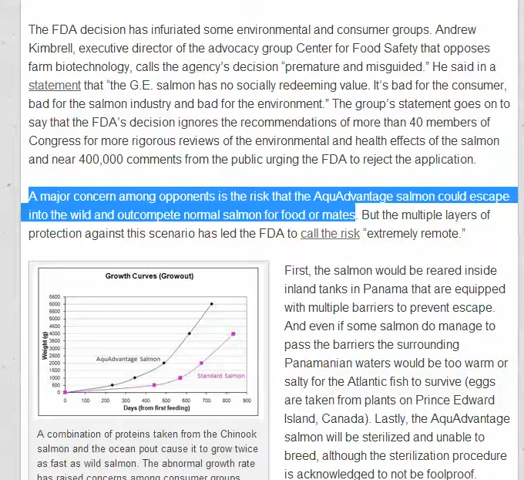 The FDA decision has infuriated some environmental and consumer groups. Andrew
Kimbrell, executive director of the advocacy group Center for Food Safety that opposes
farm biotechnology, calls the agency's decision "premature and misguided." He said in a
statement that "the G.E. salmon has no socially redeeming value. It's bad for the consumer,
bad for the salmon industry and bad for the environment." The group's statement goes on to
say that the FDA's decision ignores the recommendations of more than 40 members of
Congress for more rigorous reviews of the environmental and health effects of the salmon
and near 400,000 comments from the public urging the FDA to reject the application.
A major concern among opponents is the risk that the AquAdvantage salmon could escape
into the wild and outcompete normal salmon for food or mates. But the multiple layers of
protection against this scenario has led the FDA to call the risk "extremely remote."
Growth Curves (Growout)
Weight (g)
AquAdvantage Salmon
Standard Salmon
0 100 200 300 400 500 600 700 800 900
Days (from first feeding)
A combination of proteins taken from the Chinook
salmon and the ocean pout cause it to grow twice
as fast as wild salmon. The abnormal growth rate
has raised concerns among consumer groups
First, the salmon would be reared inside
inland tanks in Panama that are equipped
with multiple barriers to prevent escape.
And even if some salmon do manage to
pass the barriers the surrounding
Panamanian waters would be too warm or
salty for the Atlantic fish to survive (eggs
are taken from plants on Prince Edward
Island, Canada). Lastly, the AquAdvantage
salmon will be sterilized and unable to
breed, although the sterilization procedure
is acknowledged to not be foolproof.